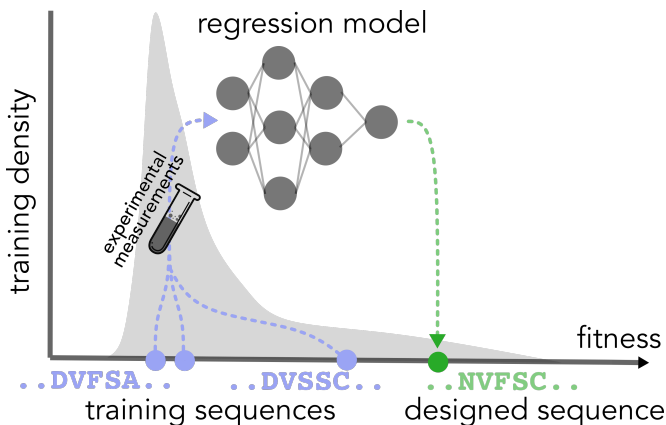 regression model
training density
experimental
measurements
fitness
..DVFSA..
..DVSSC..
..NVFSC..
training sequences
designed sequence